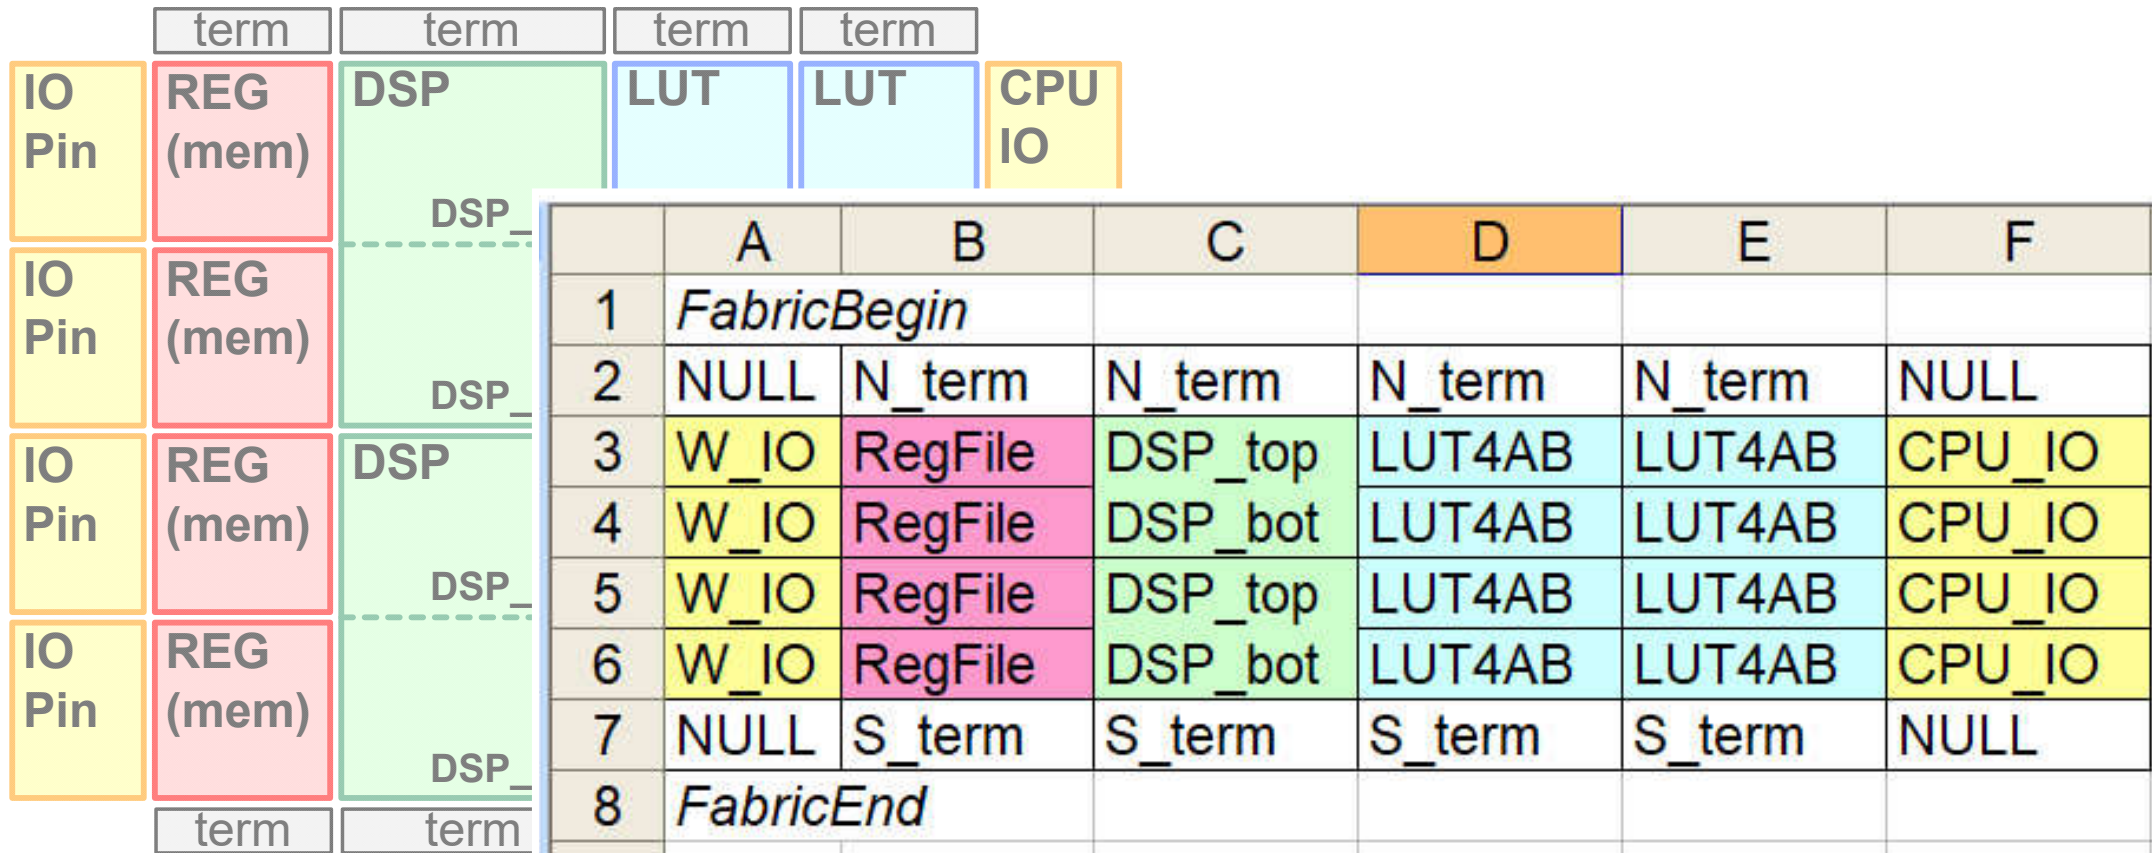 term term term term
IO Pin REG (mem) DSP LUT LUT CPU IO
DSP_
IO Pin REG (mem)
DSP_
IO Pin REG (mem) DSP
DSP_
IO Pin REG (mem)
DSP_
term term
A B C D E F
1 FabricBegin
2 NULL N_term N_term N_term N_term NULL
3 W_IO RegFile DSP_top LUT4AB LUT4AB CPU_IO
4 W_IO RegFile DSP_bot LUT4AB LUT4AB CPU_IO
5 W_IO RegFile DSP_top LUT4AB LUT4AB CPU_IO
6 W_IO RegFile DSP_bot LUT4AB LUT4AB CPU_IO
7 NULL S_term S_term S_term S_term NULL
8 FabricEnd